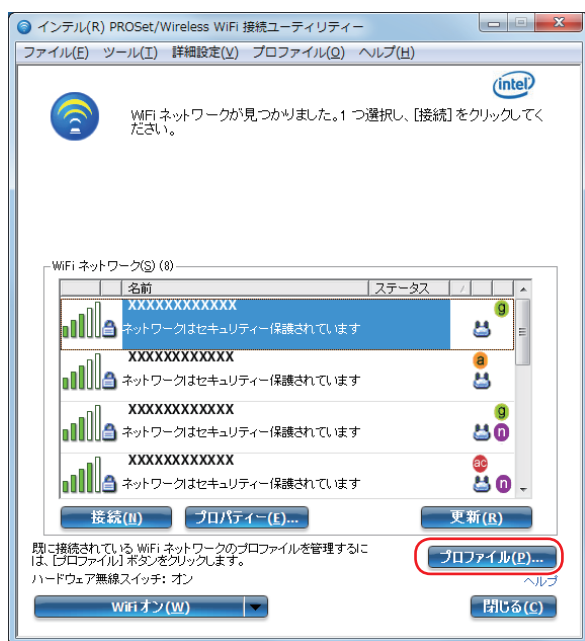 インテル(R) PROSet/Wireless WiFi 接続ユーティリティー
ファイル(F) ツール(T) 詳細設定(V) プロファイル(O) ヘルプ(H)
intel
WiFi ネットワークが見つかりました。1 つ選択し、[接続] をクリックしてく
ださい。
WiFi ネットワーク(S) (8)
名前 ステータス
XXXXXXXXXXXX
g
ネットワークはセキュリティー保護されています
XXXXXXXXXXXX
a
ネットワークはセキュリティー保護されています
XXXXXXXXXXXX
g
ネットワークはセキュリティー保護されています n
XXXXXXXXXXXX
ac
ネットワークはセキュリティー保護されています n
接続(N) プロパティー(E)... 更新(R)
既に接続されている WiFi ネットワークのプロファイルを管理するに
は、[プロファイル] ボタンをクリックします。
プロファイル(P)...
ハードウェア無線スイッチ: オン
ヘルプ
WiFi オン(W) 閉じる(C)